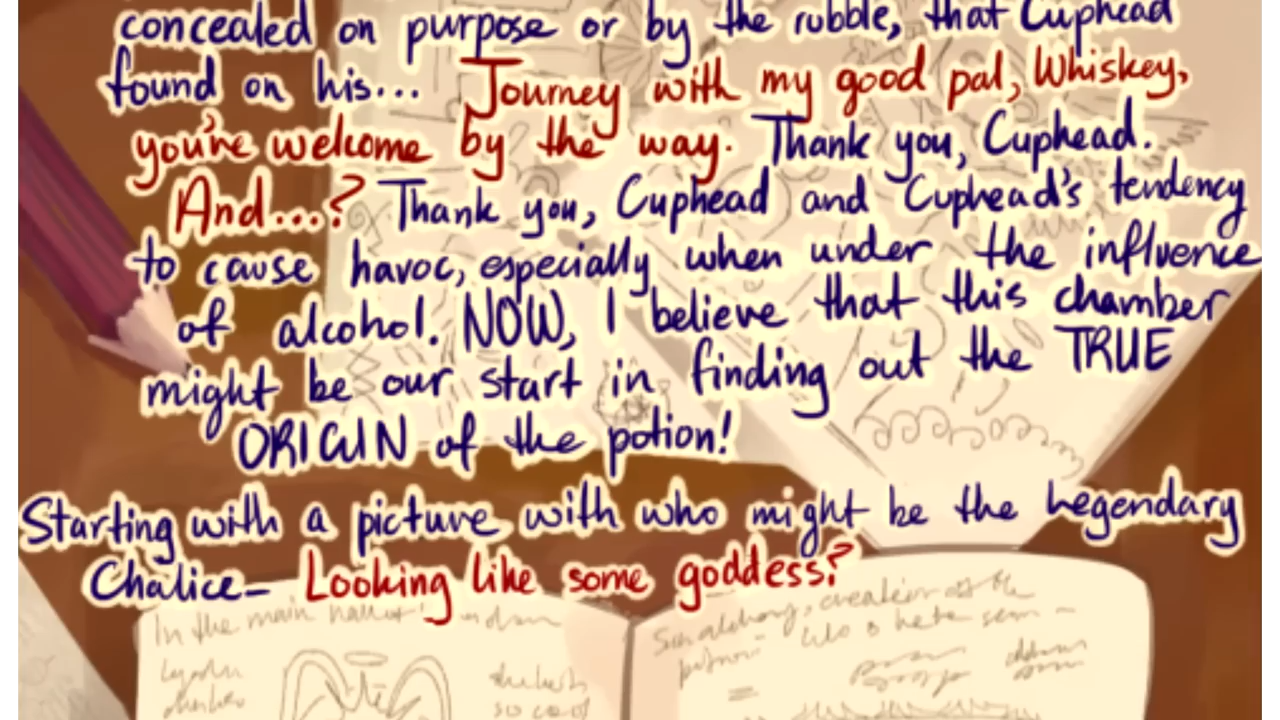 concealed on purpose or by the rubble, that Cuphead
found on his... Journey with my good pal, Whiskey,
you're welcome by the way. Thank you, Cuphead.
And...? Thank you, Cuphead and Cuphead's tendency
to cause havoc, especially when under the influence
of alcohol. NOW, I believe that this chamber
might be our start in finding out the TRUE
ORIGIN of the potion!
Starting with a picture with who might be the Legendary
Chalice- Looking like some goddess?
In the main
creation of the